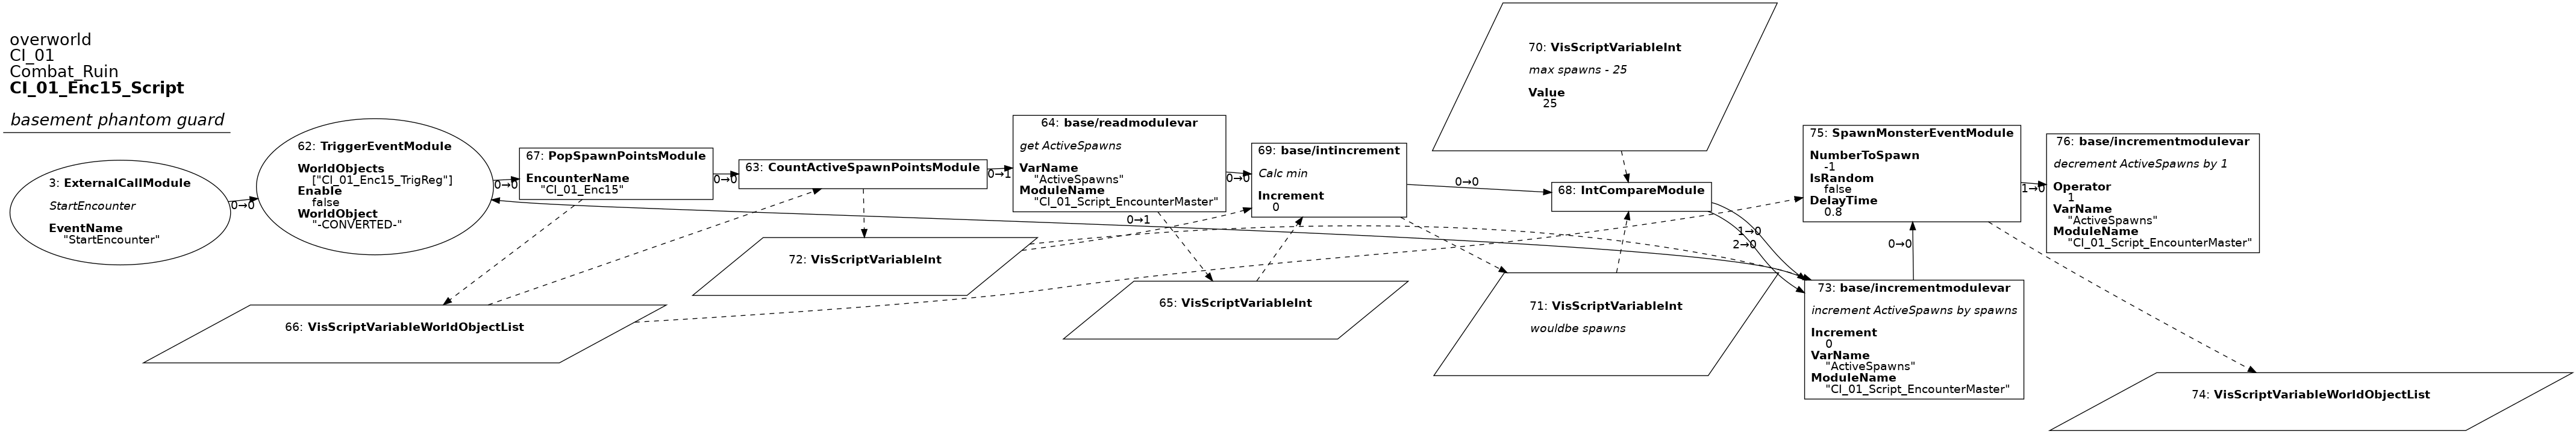 overworld
CI_01
Combat_Ruin
CI_01_Enc15_Script
basement phantom guard
3: ExternalCallModule
StartEncounter
EventName
"StartEncounter"
0→0
62: TriggerEventModule
WorldObjects
["CI_01_Enc15_TrigReg"]
Enable
false
WorldObject
"-CONVERTED-"
0→0
67: PopSpawnPointsModule
EncounterName
"CI_01_Enc15"
0→0
63: CountActiveSpawnPointsModule
0→1
64: base/readmodulevar
get ActiveSpawns
VarName
"ActiveSpawns"
ModuleName
"CI_01_Script_EncounterMaster"
0→0
69: base/intincrement
Calc min
Increment
0
0→0
70: VisScriptVariableInt
max spawns - 25
Value
25
68: IntCompareModule
1→0
2→0
0→1
72: VisScriptVariableInt
66: VisScriptVariableWorldObjectList
65: VisScriptVariableInt
71: VisScriptVariableInt
wouldbe spawns
75: SpawnMonsterEventModule
NumberToSpawn
-1
IsRandom
false
DelayTime
0.8
0→0
1→0
76: base/incrementmodulevar
decrement ActiveSpawns by 1
Operator
1
VarName
"ActiveSpawns"
ModuleName
"CI_01_Script_EncounterMaster"
73: base/incrementmodulevar
increment ActiveSpawns by spawns
Increment
0
VarName
"ActiveSpawns"
ModuleName
"CI_01_Script_EncounterMaster"
74: VisScriptVariableWorldObjectList